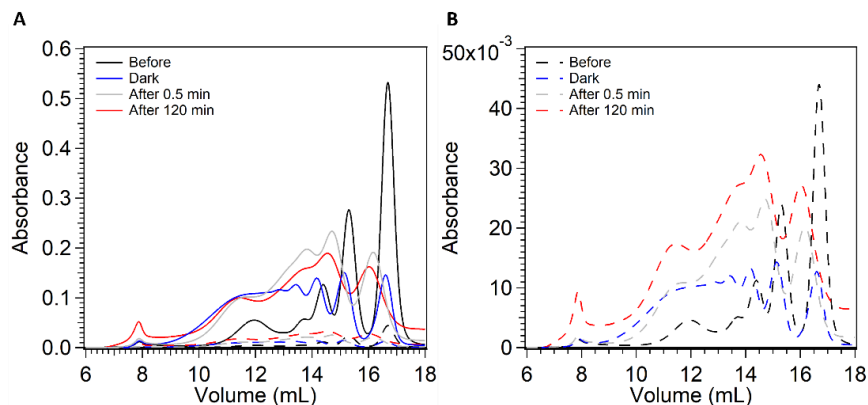 A
B
0.6
0.5
0.4
0.3
0.2
0.1
0.0
Absorbance
Before
Dark
After 0.5 min
After 120 min
6 8 10 12 14 16 18
Volume (mL)
50x10-3
40
30
20
10
0
Absorbance
Before
Dark
After 0.5 min
After 120 min
6 8 10 12 14 16 18
Volume (mL)